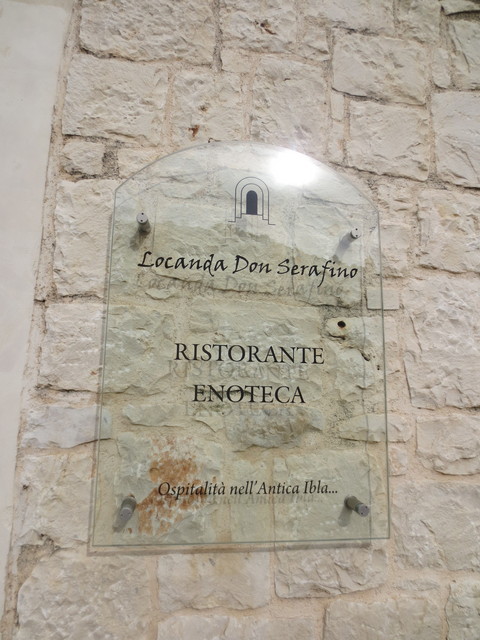 Locanda Don Serafino
RISTORANTE
ENOTECA
Ospitalità nell'Antica Ibla...